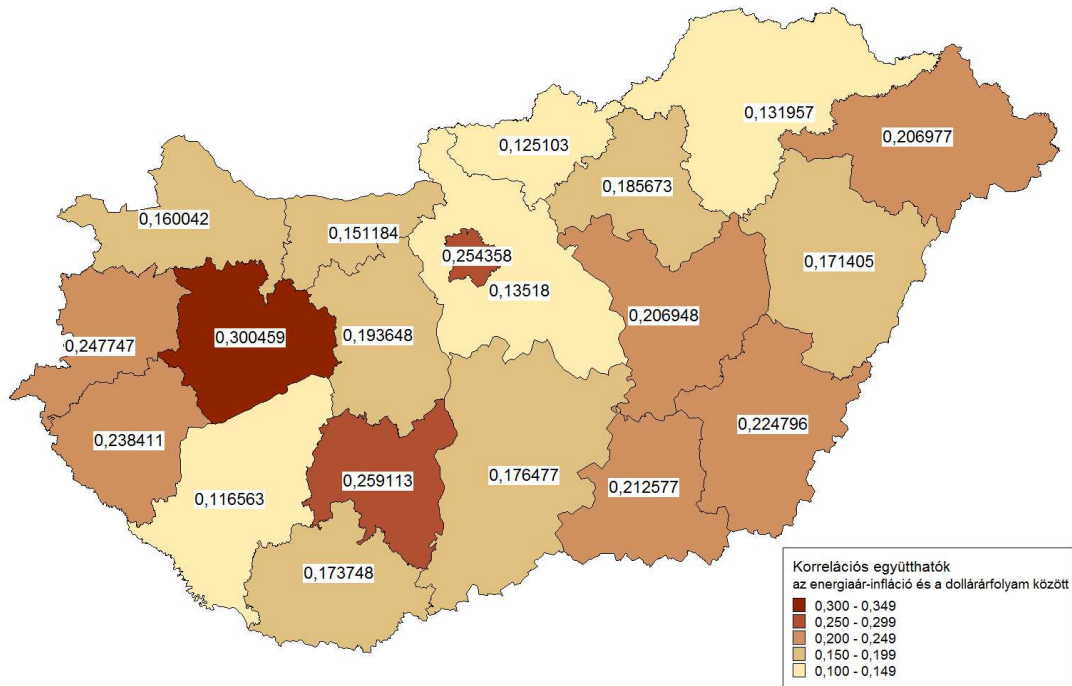 0,131957
0,206977
0,125103
0,185673
0,160042
0,151184
0,254358
0,171405
0,13518
0,206948
0,300459
0,193648
0,247747
0,224796
0,238411
0,176477
0,259113
0,212577
0,116563
0,173748
Korrelációs együtthatók
az energiaár-infláció és a dollárárfolyam között
0,300 - 0,349
0,250 - 0,299
0,200 - 0,249
0,150 - 0,199
0,100 - 0,149